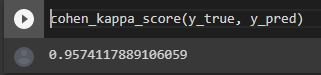 cohen_kappa_score(y_true, y_pred)
0.9574117889106059